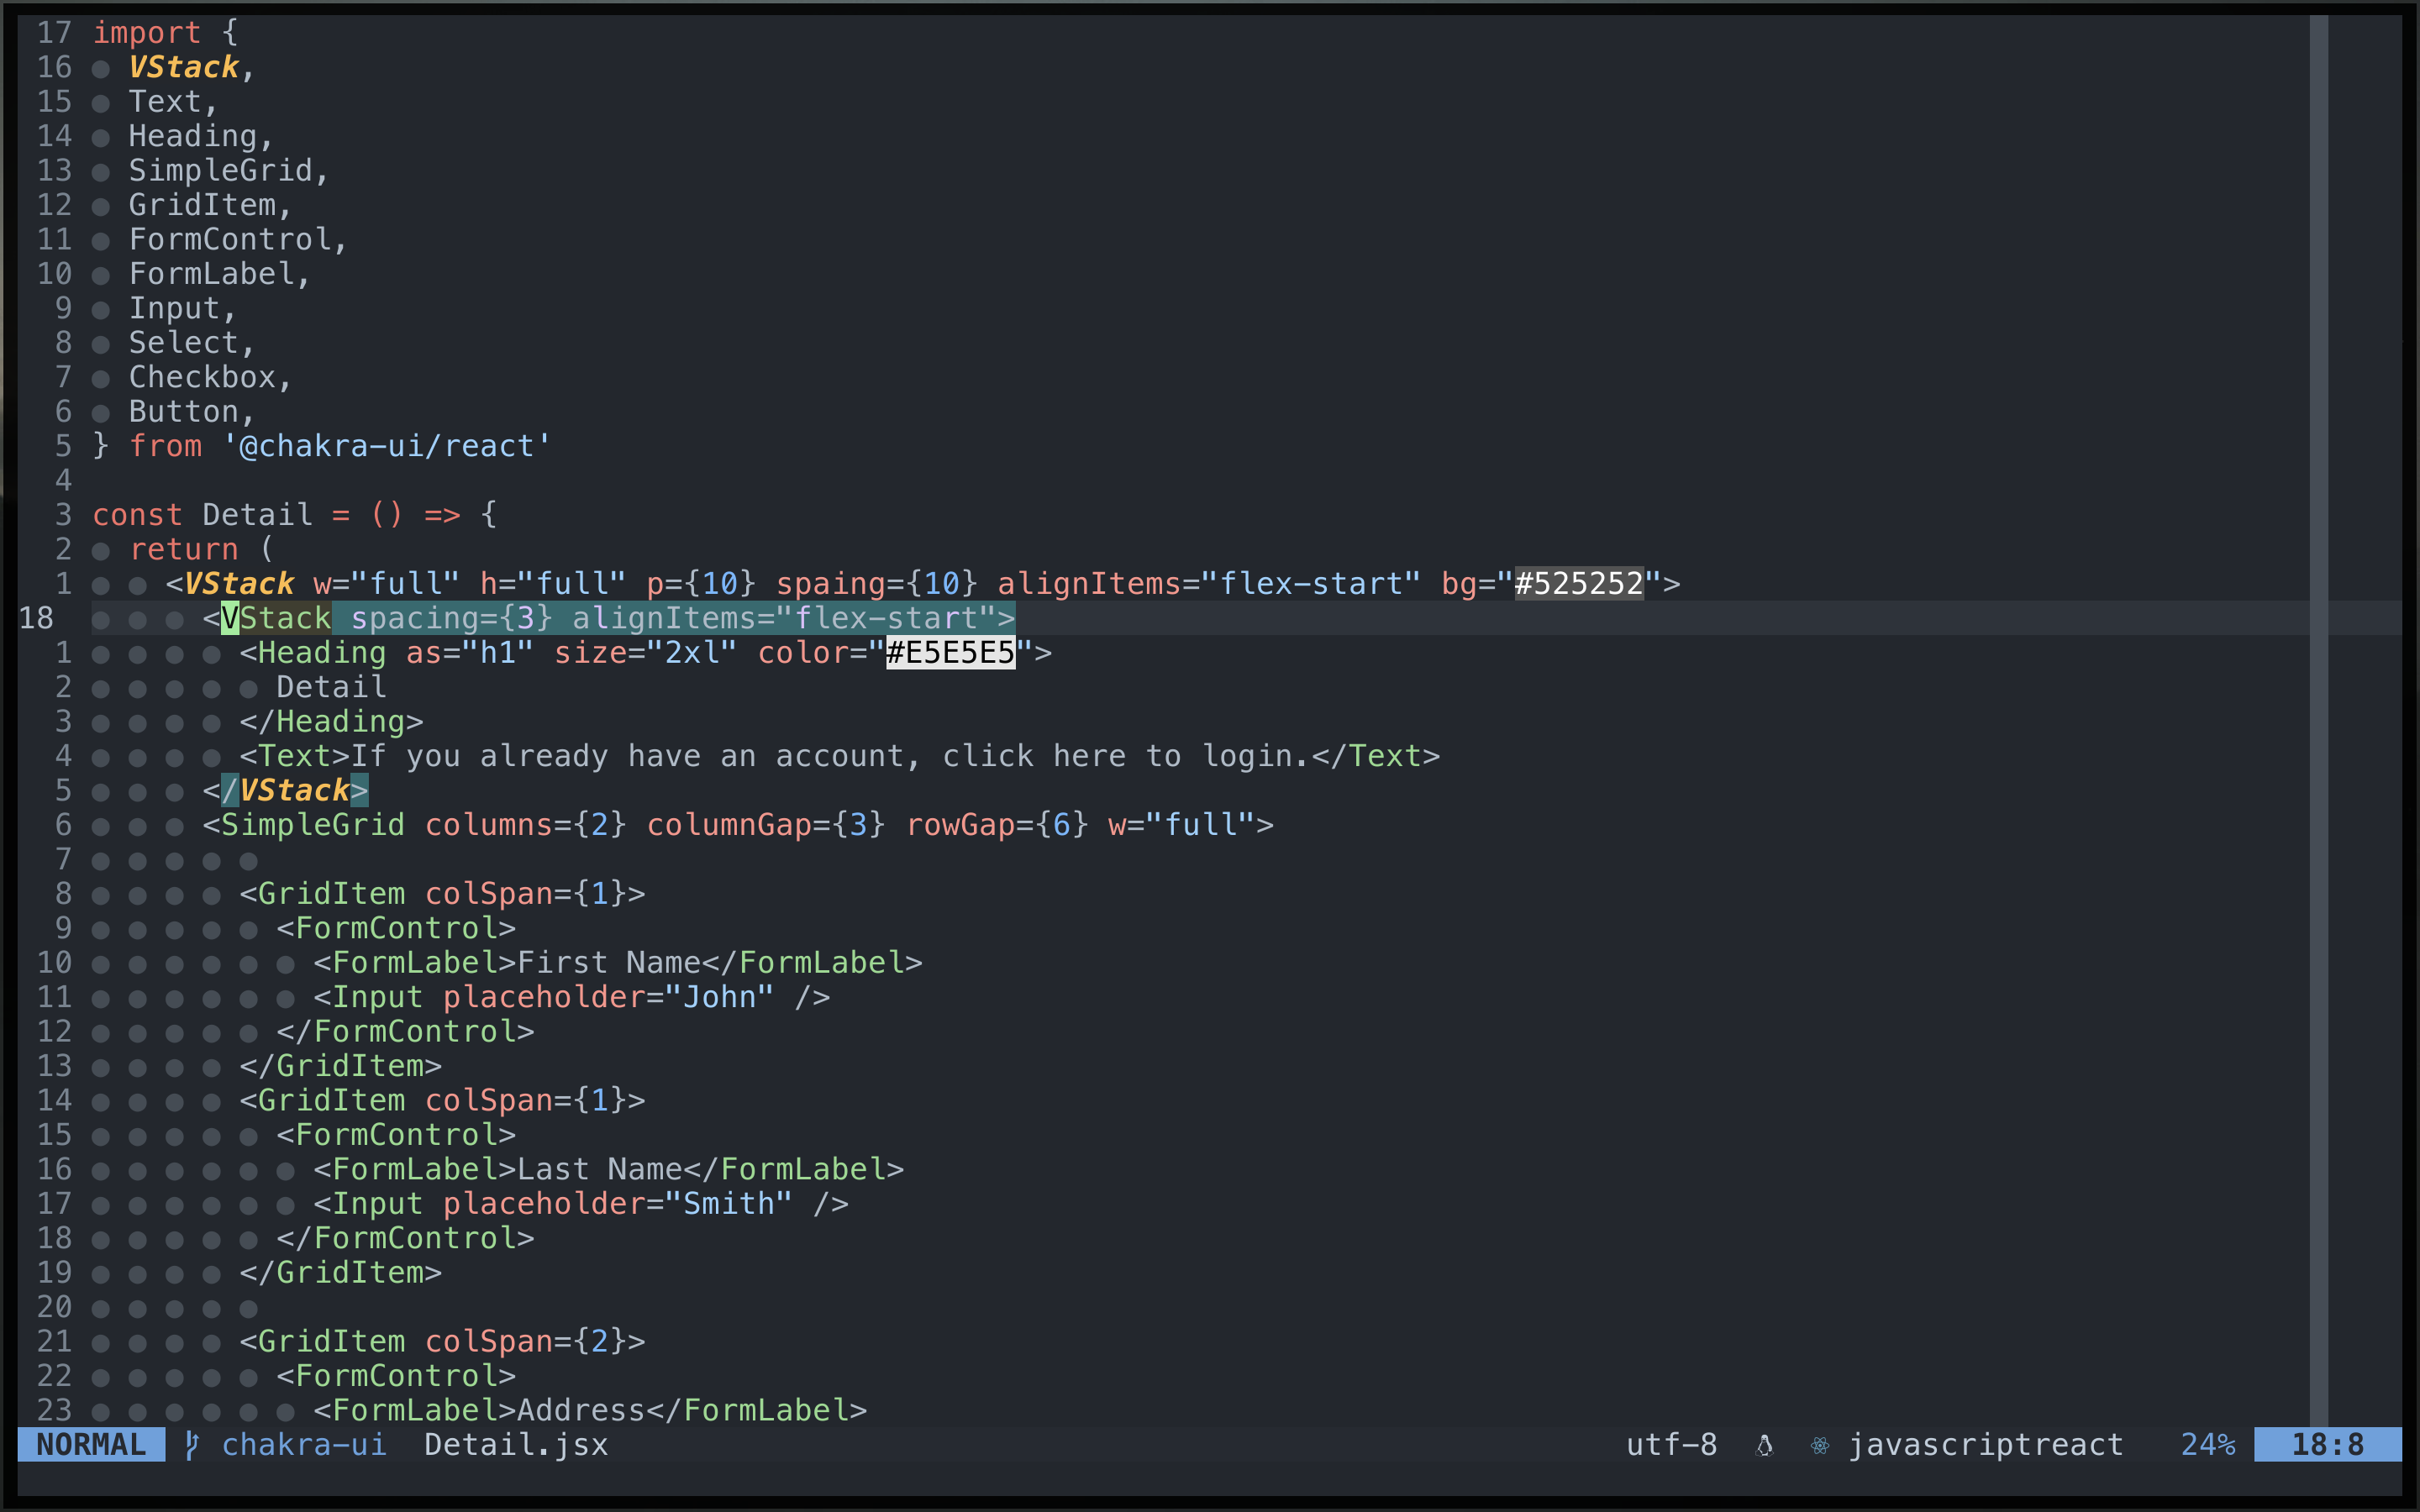 17 import {
16 VStack,
15 Text,
14 Heading,
13 SimpleGrid,
12 GridItem,
11 FormControl,
10 FormLabel,
9 Input,
8 Select,
7 Checkbox,
6 Button,
5 } from '@chakra-ui/react'
4
3 const Detail = () => {
2 return (
1 <VStack w="full" h="full" p={10} spaing={10} alignItems="flex-start" bg="#525252">
18 <VStack spacing={3} alignItems="flex-start">
1 <Heading as="h1" size="2xl" color="#E5E5E5">
2 Detail
3 </Heading>
4 <Text>If you already have an account, click here to login.</Text>
5 </VStack>
6 <SimpleGrid columns={2} columnGap={3} rowGap={6} w="full">
7
8 <GridItem colSpan={1}>
9 <FormControl>
10 <FormLabel>First Name</FormLabel>
11 <Input placeholder="John" />
12 </FormControl>
13 </GridItem>
14 <GridItem colSpan={1}>
15 <FormControl>
16 <FormLabel>Last Name</FormLabel>
17 <Input placeholder="Smith" />
18 </FormControl>
19 </GridItem>
20
21 <GridItem colSpan={2}>
22 <FormControl>
23 <FormLabel>Address</FormLabel>
NORMAL chakra-ui Detail.jsx utf-8 javascriptreact 24% 18:8